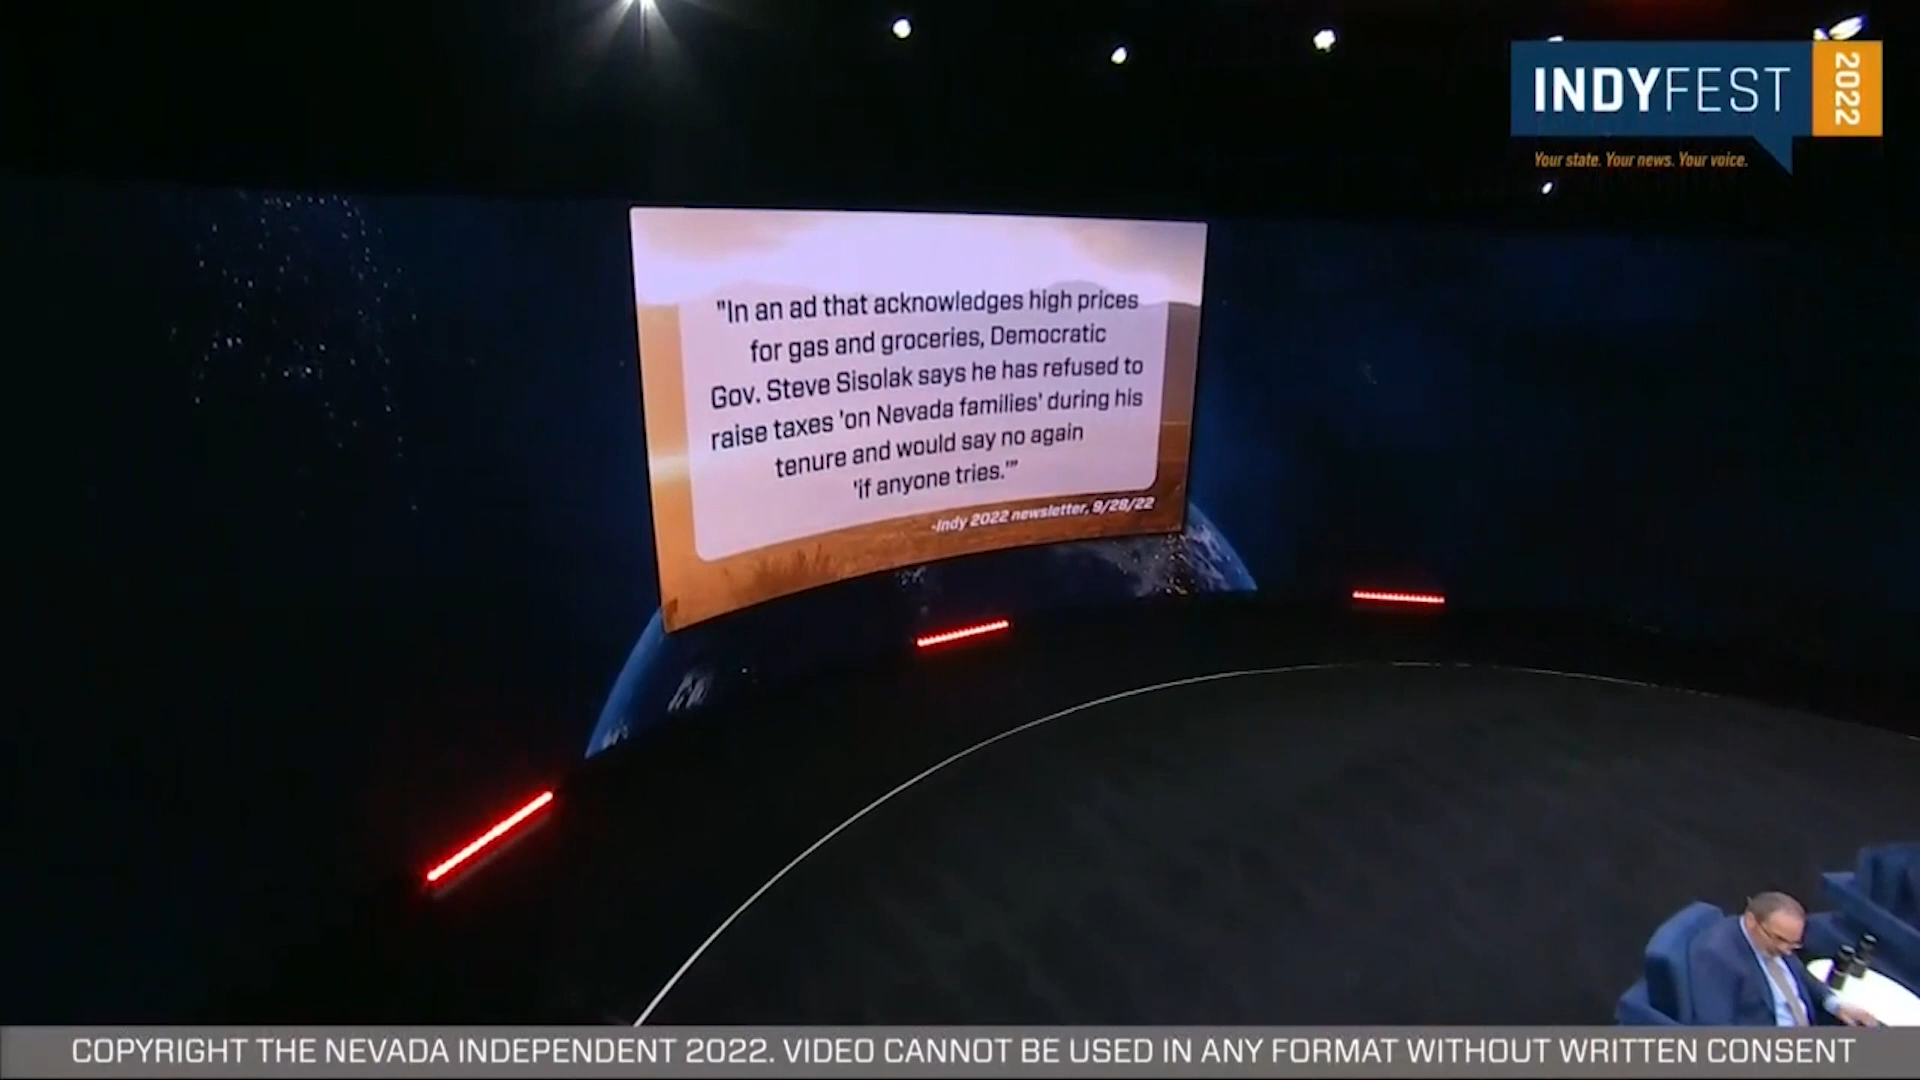 INDYFEST
2022
Your state. Your news. Your voice.
"In an ad that acknowledges high prices
for gas and groceries, Democratic
Gov. Steve Sisolak says he has refused to
raise taxes 'on Nevada families' during his
tenure and would say no again
'if anyone tries.'"
-Indy 2022 newsletter, 9/28/22
COPYRIGHT THE NEVADA INDEPENDENT 2022. VIDEO CANNOT BE USED IN ANY FORMAT WITHOUT WRITTEN CONSENT